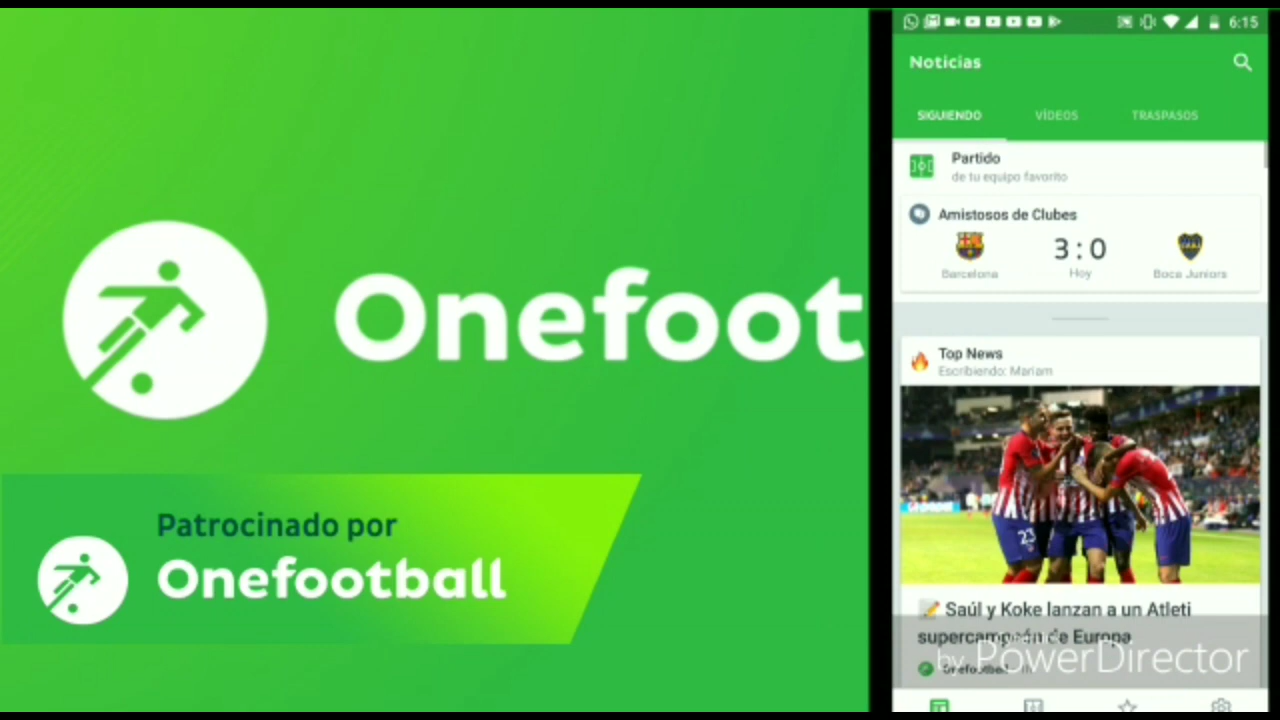 Onefoot
Patrocinado por
Onefootball
6:15
Noticias
SIGUIENDO VÍDEOS TRASPASOS
Partido
de tu equipo favorito
Amistosos de Clubes
3:0
Barcelona Hoy Boca Juniors
Top News
Escribiendo: Mariam
23
Saúl y Koke lanzan a un Atleti
supercampeón de Europa
by PowerDirector
Onefootball